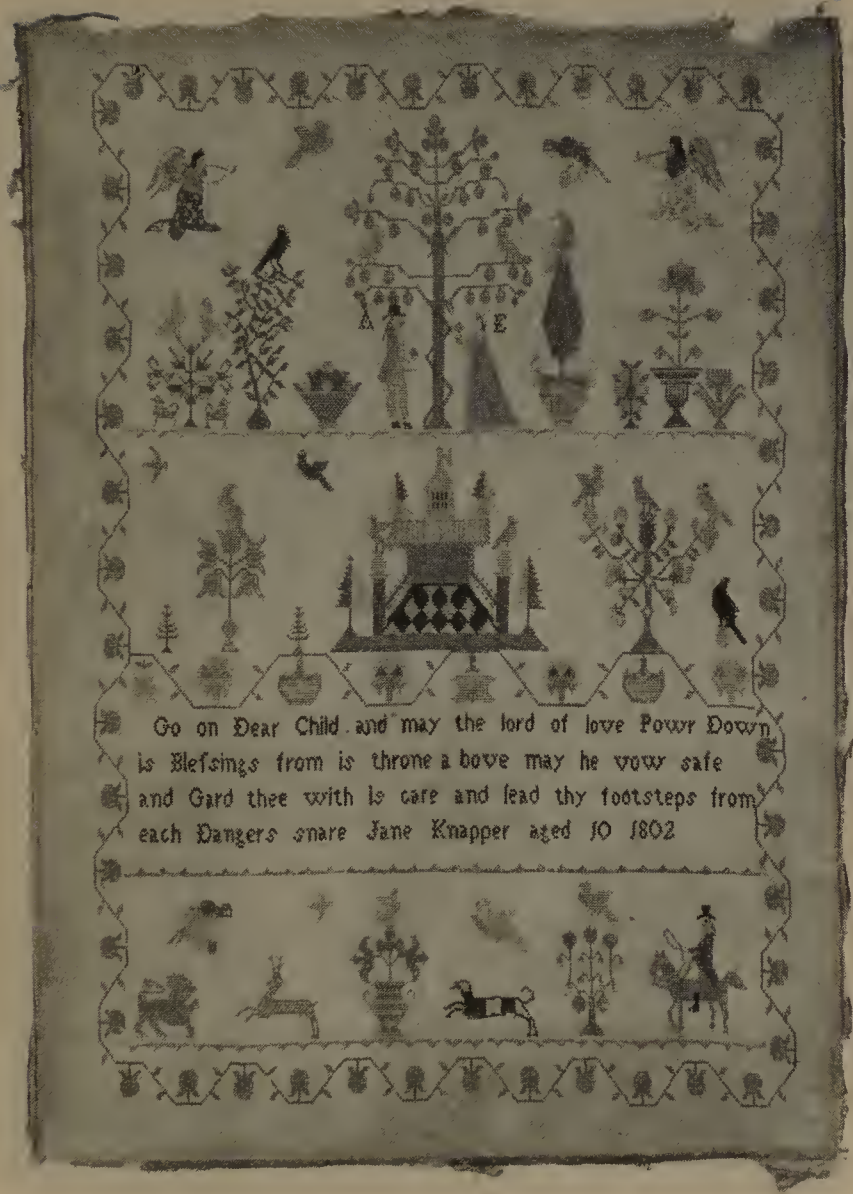 A E
Go on Dear Child and may the lord of love Powr Down
is Bleſsings from is throne a bove may he vow safe
and Gard thee with is care and lead thy footsteps from
each Dangers snare Jane Knapper aged 10 1802